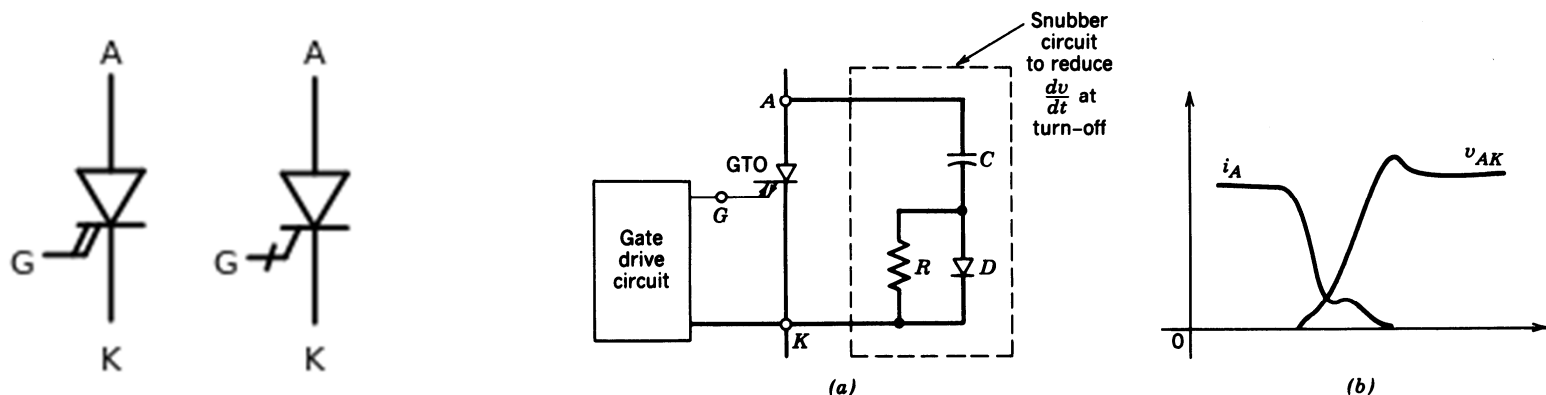 A
G
K
A
G
K
Snubber
circuit
to reduce
dv
dt at
turn-off
A
GTO
G
Gate
drive
circuit
C
R
D
K
(a)
i_A
v_AK
0
(b)